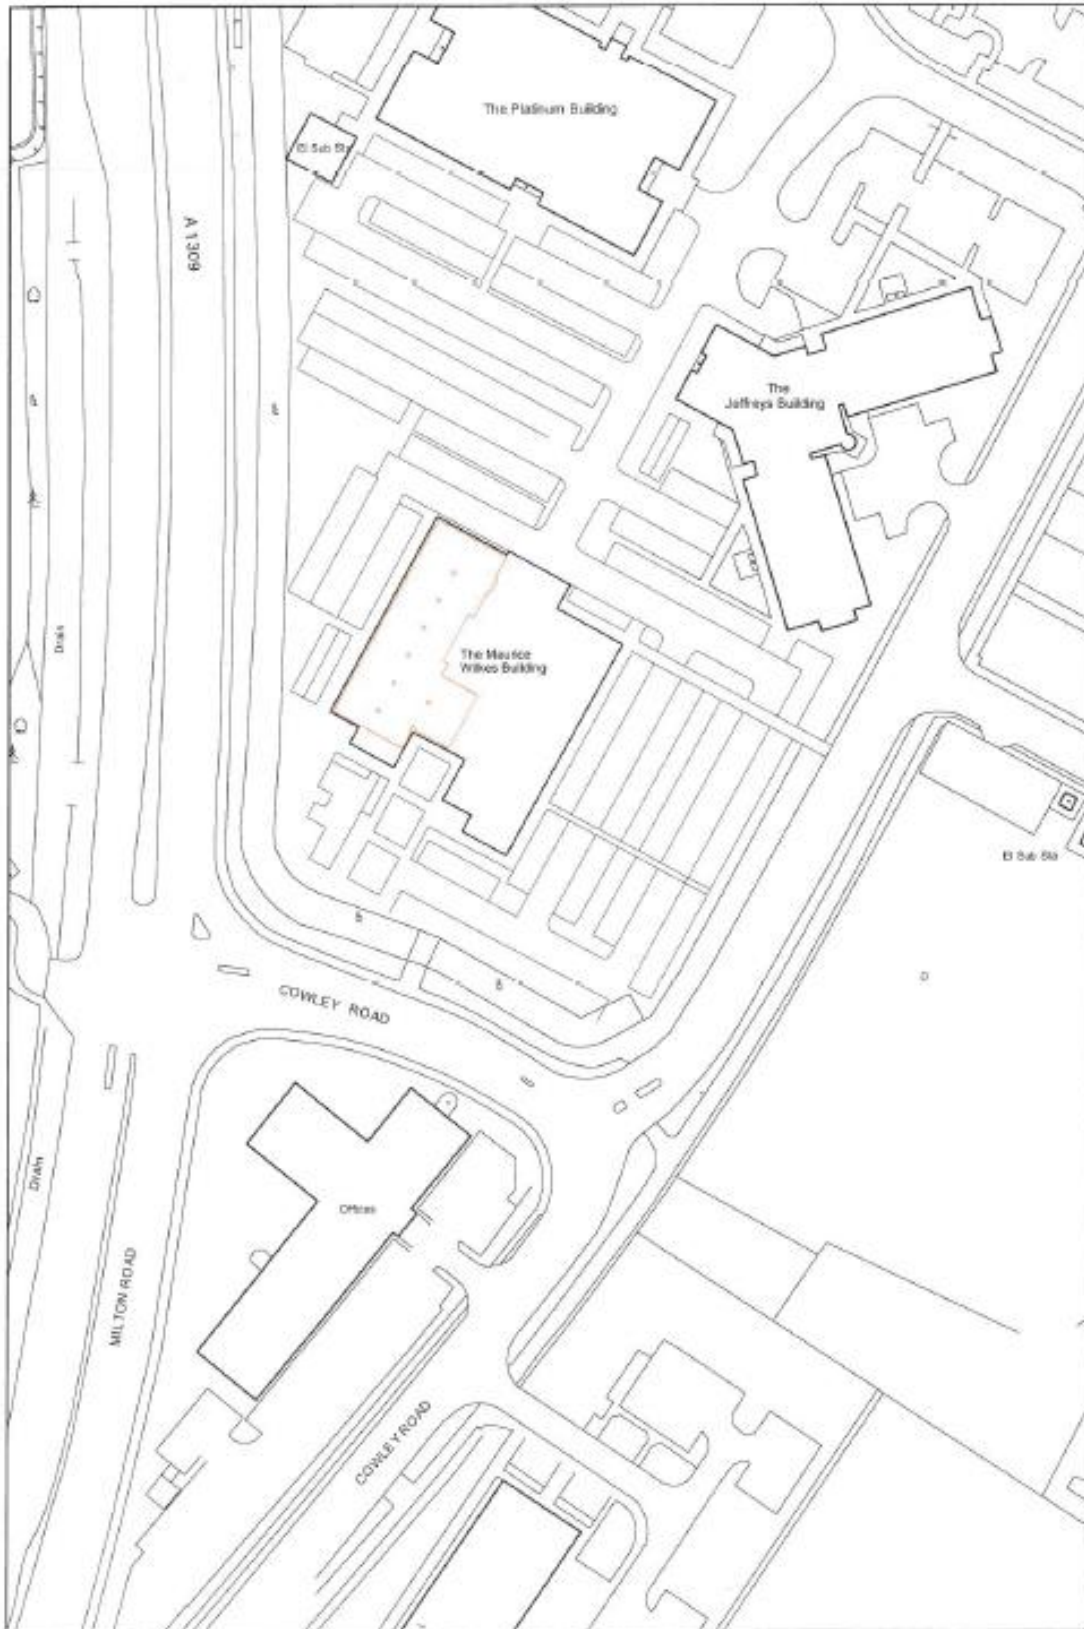 The Platinum Building
El Sub Sta
A 1309
The
Jeffreys Building
The Maurice
Wilkes Building
Drain
El Sub Sta
COWLEY ROAD
Drain
Offices
MILTON ROAD
COWLEY ROAD